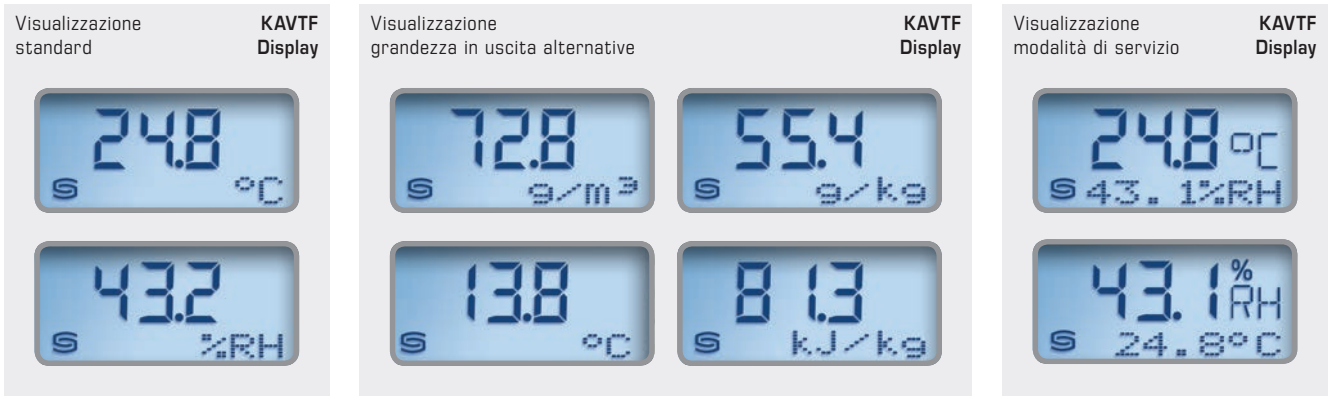 Visualizzazione
standard
KAVTF
Display
24.8
°C
43.2
%RH
Visualizzazione
grandezza in uscita alternative
KAVTF
Display
72.8
g/m³
55.4
g/kg
13.8
°C
81.3
kJ/kg
Visualizzazione
modalità di servizio
KAVTF
Display
24.8 °C
43.1%RH
43.1 % RH
24.8°C